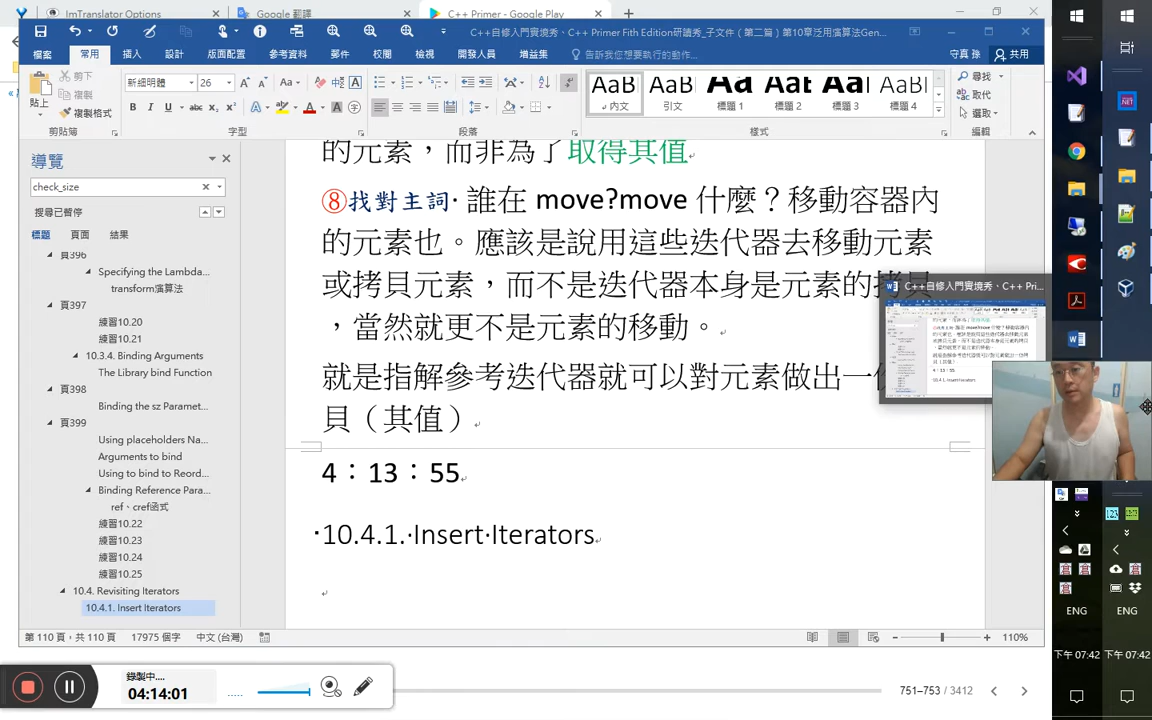 ImTranslator Options
Google 翻譯
C++ Primer - Google Play
C++自修入門實境秀、C++ Primer Fith Edition研讀秀_子文件（第二篇）第10章泛用演算法Gen...
檔案
常用
插入
設計
版面配置
參考資料
郵件
校閱
檢視
開發人員
增益集
告訴我您想要執行的動作...
守真 孫
共用
貼上
剪下
複製
複製格式
剪貼簿
新細明體
26
字型
段落
AaB
內文
AaB
引文
Aa
標題 1
Aat
標題 2
Aal
標題 3
AaBl
標題 4
樣式
尋找
取代
選取
編輯
導覽
check_size
搜尋已暫停
標題
頁面
結果
頁396
Specifying the Lambda...
transform演算法
頁397
練習10.20
練習10.21
10.3.4. Binding Arguments
The Library bind Function
頁398
Binding the sz Paramet...
頁399
Using placeholders Na...
Arguments to bind
Using to bind to Reord...
Binding Reference Para...
ref、cref函式
練習10.22
練習10.23
練習10.24
練習10.25
10.4. Revisiting Iterators
10.4.1. Insert Iterators
的元素，而非為了取得其值
⑧找對主詞 誰在 move?move 什麼？移動容器內
的元素也。應該是說用這些迭代器去移動元素
或拷貝元素，而不是迭代器本身是元素的拷貝
，當然就更不是元素的移動。
就是指解參考迭代器就可以對元素做出一個
貝（其值）
4：13：55
10.4.1. Insert Iterators
C++自修入門實境秀、C++ Pri...
第 110 頁，共 110 頁
17975 個字
中文 (台灣)
110%
錄製中...
04:14:01
751–753 / 3412
ENG
ENG
下午 07:42
下午 07:42